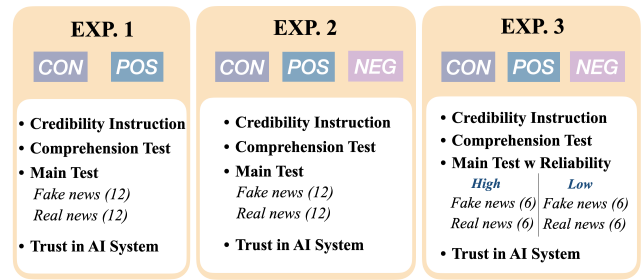 EXP. 1
CON POS
• Credibility Instruction
• Comprehension Test
• Main Test
Fake news (12)
Real news (12)
• Trust in AI System
EXP. 2
CON POS NEG
• Credibility Instruction
• Comprehension Test
• Main Test
Fake news (12)
Real news (12)
• Trust in AI System
EXP. 3
CON POS NEG
• Credibility Instruction
• Comprehension Test
• Main Test w Reliability
High Low
Fake news (6) Fake news (6)
Real news (6) Real news (6)
• Trust in AI System